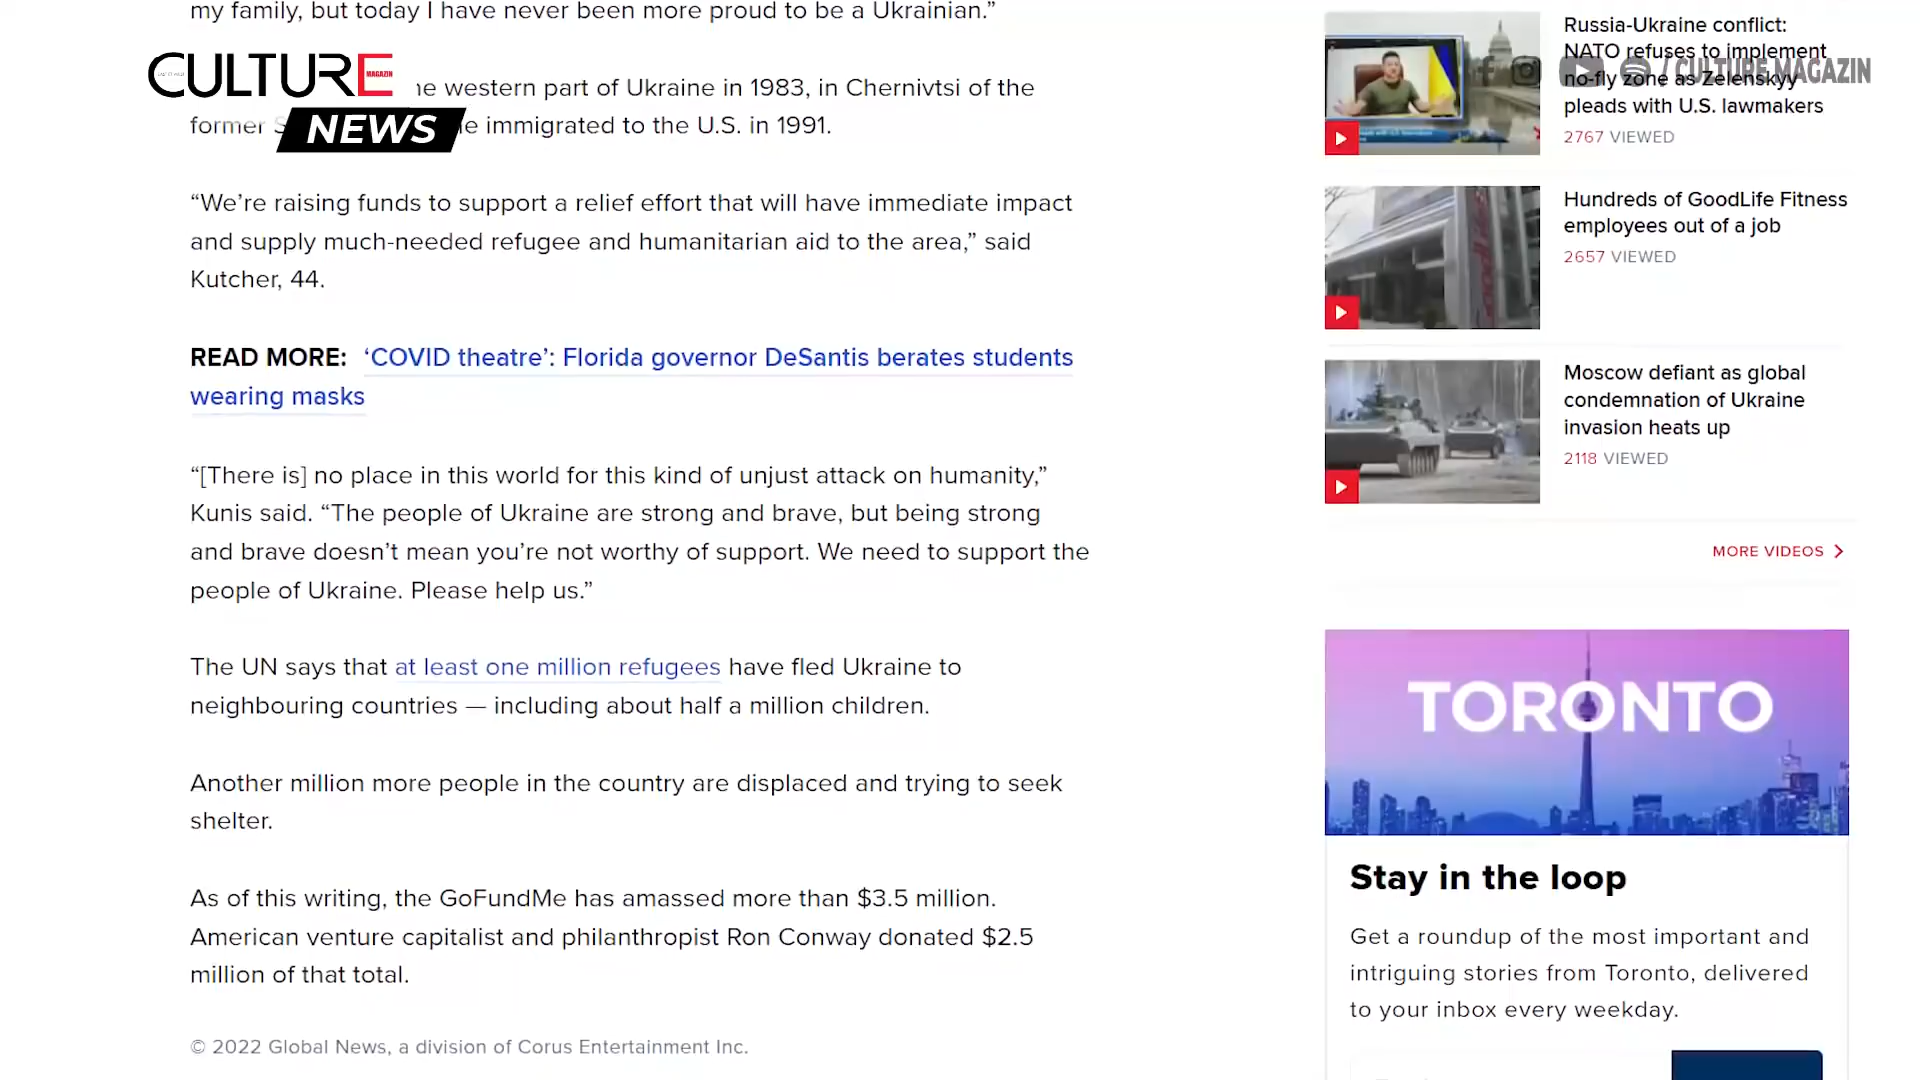 my family, but today I have never been more proud to be a Ukrainian.”
CULTURE
MAGAZIN
NEWS
western part of Ukraine in 1983, in Chernivtsi of the
former
immigrated to the U.S. in 1991.
“We’re raising funds to support a relief effort that will have immediate impact
and supply much-needed refugee and humanitarian aid to the area,” said
Kutcher, 44.
READ MORE: ‘COVID theatre’: Florida governor DeSantis berates students
wearing masks
“[There is] no place in this world for this kind of unjust attack on humanity,”
Kunis said. “The people of Ukraine are strong and brave, but being strong
and brave doesn’t mean you’re not worthy of support. We need to support the
people of Ukraine. Please help us.”
The UN says that at least one million refugees have fled Ukraine to
neighbouring countries — including about half a million children.
Another million more people in the country are displaced and trying to seek
shelter.
As of this writing, the GoFundMe has amassed more than $3.5 million.
American venture capitalist and philanthropist Ron Conway donated $2.5
million of that total.
© 2022 Global News, a division of Corus Entertainment Inc.
Russia-Ukraine conflict:
NATO refuses to implement
no-fly zone as Zelenskyy
pleads with U.S. lawmakers
2767 VIEWED
/ CULTURE MAGAZIN
Hundreds of GoodLife Fitness
employees out of a job
2657 VIEWED
Moscow defiant as global
condemnation of Ukraine
invasion heats up
2118 VIEWED
MORE VIDEOS
TORONTO
Stay in the loop
Get a roundup of the most important and
intriguing stories from Toronto, delivered
to your inbox every weekday.